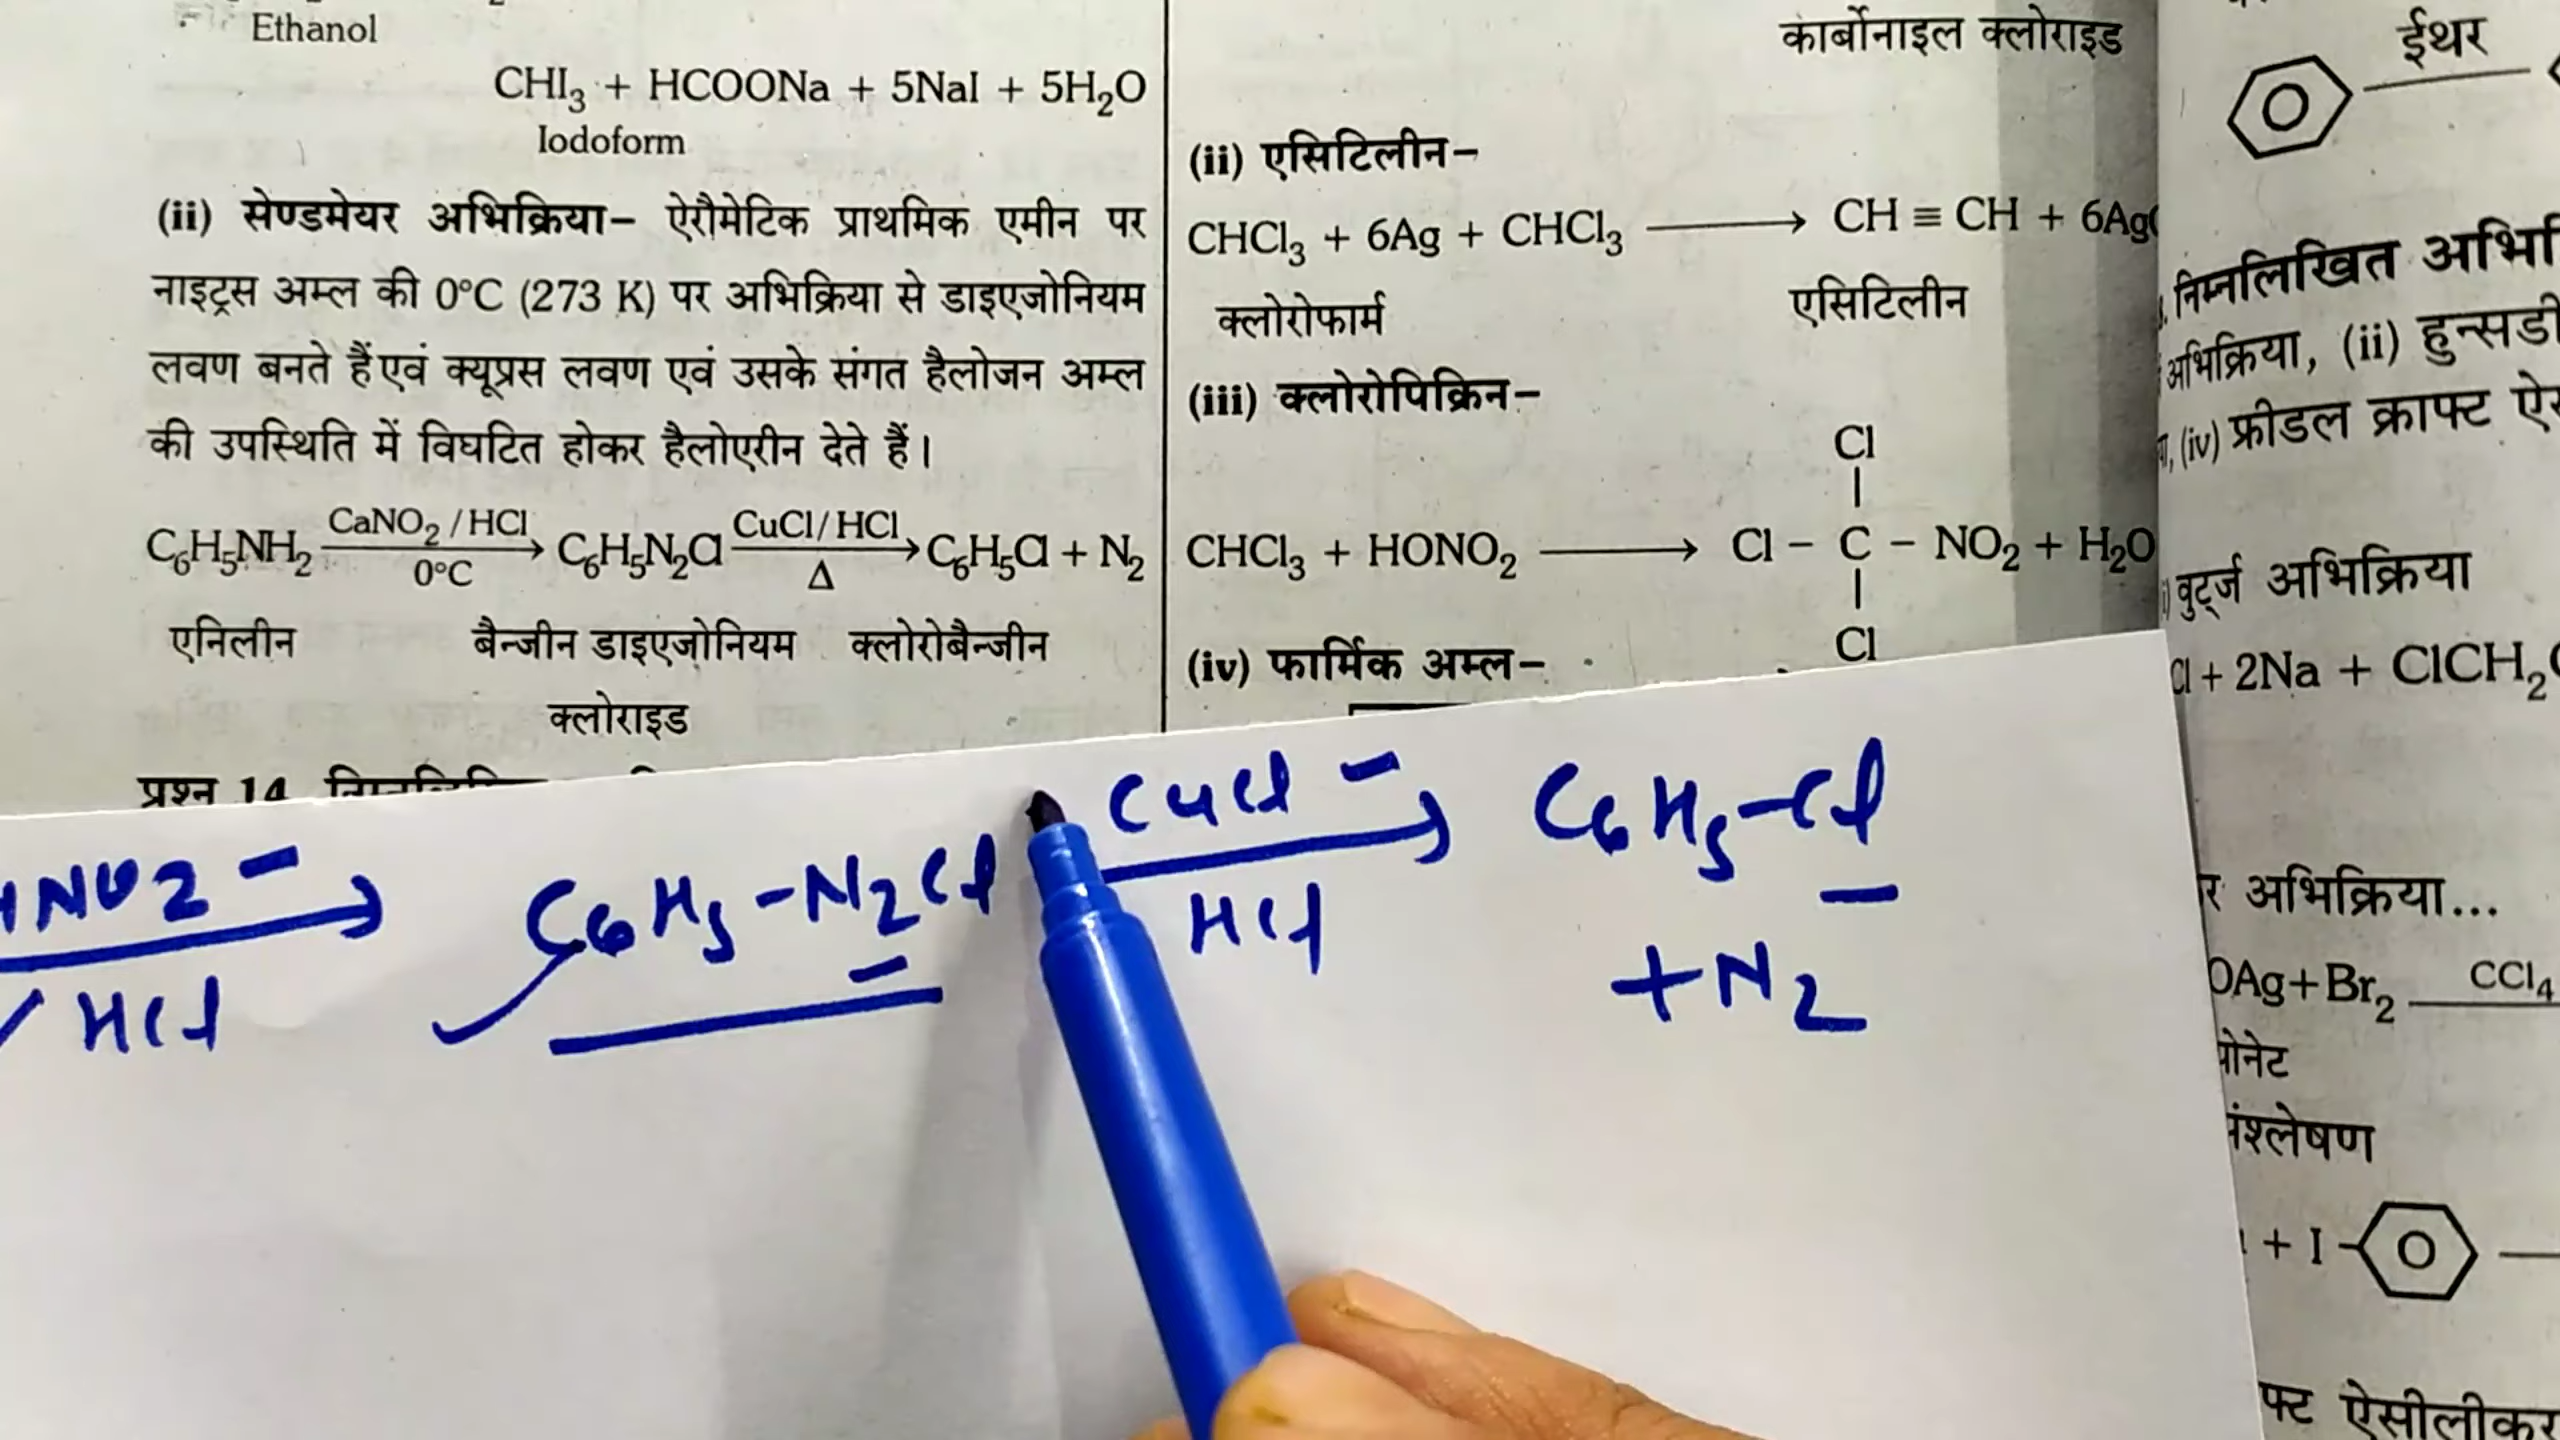 Ethanol
CHI₃ + HCOONa + 5NaI + 5H₂O
Iodoform
(ii) सेण्डमेयर अभिक्रिया– ऐरौमेटिक प्राथमिक एमीन पर
नाइट्रस अम्ल की 0°C (273 K) पर अभिक्रिया से डाइएजोनियम
लवण बनते हैं एवं क्यूप्रस लवण एवं उसके संगत हैलोजन अम्ल
की उपस्थिति में विघटित होकर हैलोएरीन देते हैं।
C₆H₅NH₂ CaNO₂/HCl 0°C → C₆H₅N₂Cl CuCl/HCl Δ → C₆H₅Cl + N₂
एनिलीन बैन्जीन डाइएजोनियम क्लोरोबैन्जीन
क्लोराइड
प्रश्न 14
कार्बोनाइल क्लोराइड
(ii) एसिटिलीन–
CHCl₃ + 6Ag + CHCl₃ → CH ≡ CH + 6Ag
क्लोरोफार्म एसिटिलीन
(iii) क्लोरोपिक्रिन–
Cl
|
CHCl₃ + HONO₂ → Cl – C – NO₂ + H₂O
|
Cl
(iv) फार्मिक अम्ल–
ईथर
निम्नलिखित अभि
अभिक्रिया, (ii) हुन्सडी
(iv) फ्रीडल क्राफ्ट ऐ
वुर्ट्ज अभिक्रिया
Cl + 2Na + ClCH₂
अभिक्रिया...
OAg+Br₂ CCl₄
+ I
ऐसीलीकर
HNO2 → C6H5-N2Cl CuCl → C6H5-Cl
HCl HCl + N2